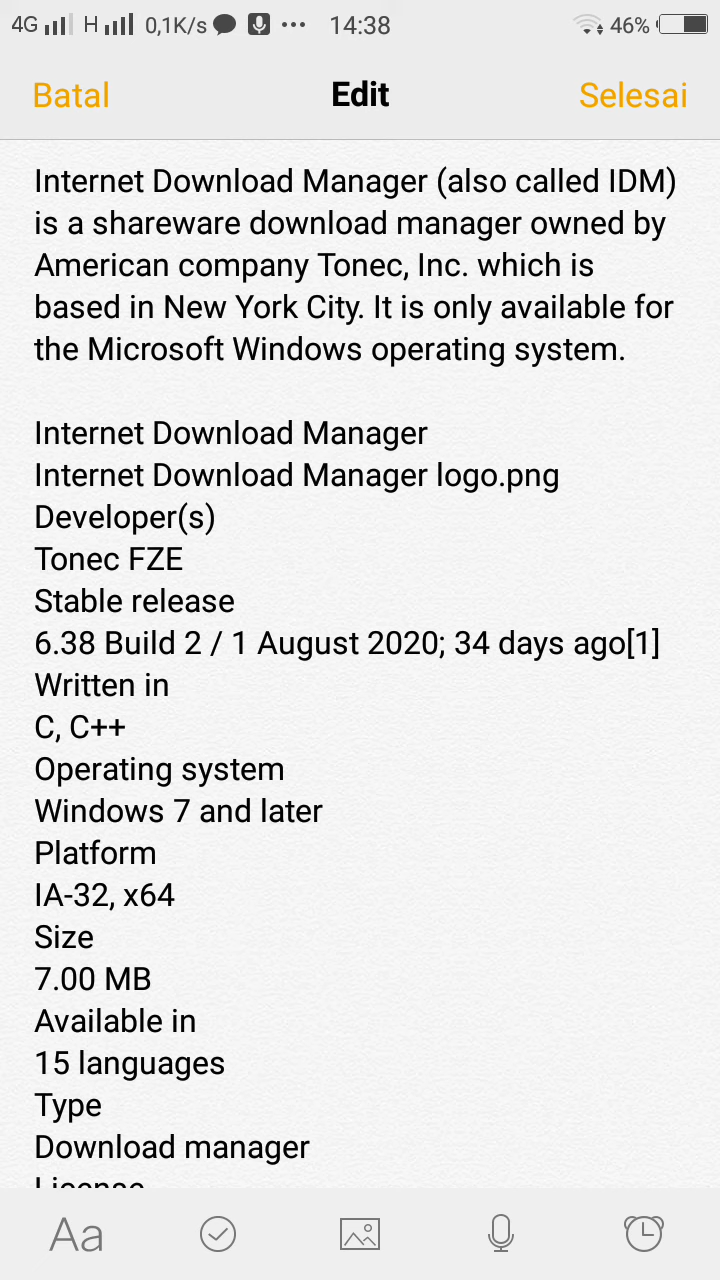 4G H 0,1K/s 14:38 46%
Batal Edit Selesai
Internet Download Manager (also called IDM)
is a shareware download manager owned by
American company Tonec, Inc. which is
based in New York City. It is only available for
the Microsoft Windows operating system.
Internet Download Manager
Internet Download Manager logo.png
Developer(s)
Tonec FZE
Stable release
6.38 Build 2 / 1 August 2020; 34 days ago[1]
Written in
C, C++
Operating system
Windows 7 and later
Platform
IA-32, x64
Size
7.00 MB
Available in
15 languages
Type
Download manager
License
Aa